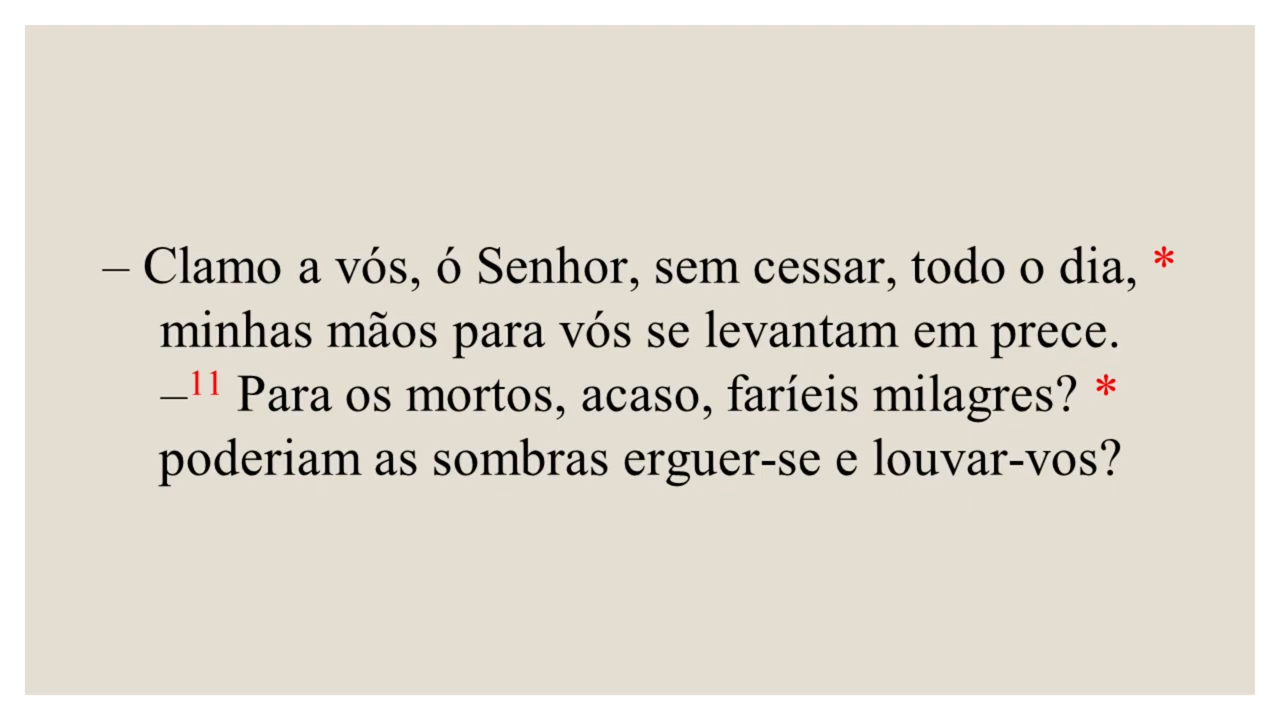 – Clamo a vós, ó Senhor, sem cessar, todo o dia, *
minhas mãos para vós se levantam em prece.
–11 Para os mortos, acaso, faríeis milagres? *
poderiam as sombras erguer-se e louvar-vos?